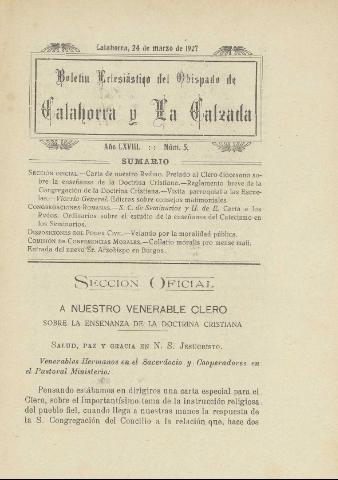 Calahorra, 24 de marzo de 1927
Boletín Eclesiástigo del Obispado de
Calahorra y La Calzada
Año LXVIII. :-: Núm. 5.
SUMARIO
SECCIÓN OFICIAL—Carta de nuestro Rvdmo. Prelado al Clero diocesano so-
bre la enseñanza de la Doctrina Cristiana.—Reglamento breve de la
Congregación de la Doctrina Cristiana.—Visita parroquial a las Escue-
las.—Vicario General. Edictos sobre consejos matrimoniales
CONGREGACIONES ROMANAS.—S. C. de Seminarios y U. de E. Carta a los
Rvdos. Ordinarios sobre el estudio de la enseñanza del Catecismo en
los Seminarios.
DISPOSICIONES DEL PODER CIVIL.—Velando por la moralidad pública.
COMISIÓN DE CONFERENCIAS MORALES.—Collatio moralis pro mense maii.
Entrada del nuevo Sr. Arzobispo en Burgos.
SECCION OFICIAL
A NUESTRO VENERABLE CLERO
SOBRE LA ENSEÑANZA DE LA DOCTRINA CRISTIANA
SALUD, PAZ Y GRACIA EN N. S. JESUCRISTO.
Venerables Hermanos en el Sacerdocio y Cooperadores en
el Pastoral Ministerio:
Pensando estábamos en dirigiros una carta especial para el
Clero, sobre el importantísimo tema de la instrucción religiosa
del pueblo fiel, cuando llega a nuestras manos la respuesta de
la S. Congregación del Concilio a la relación que, hace dos